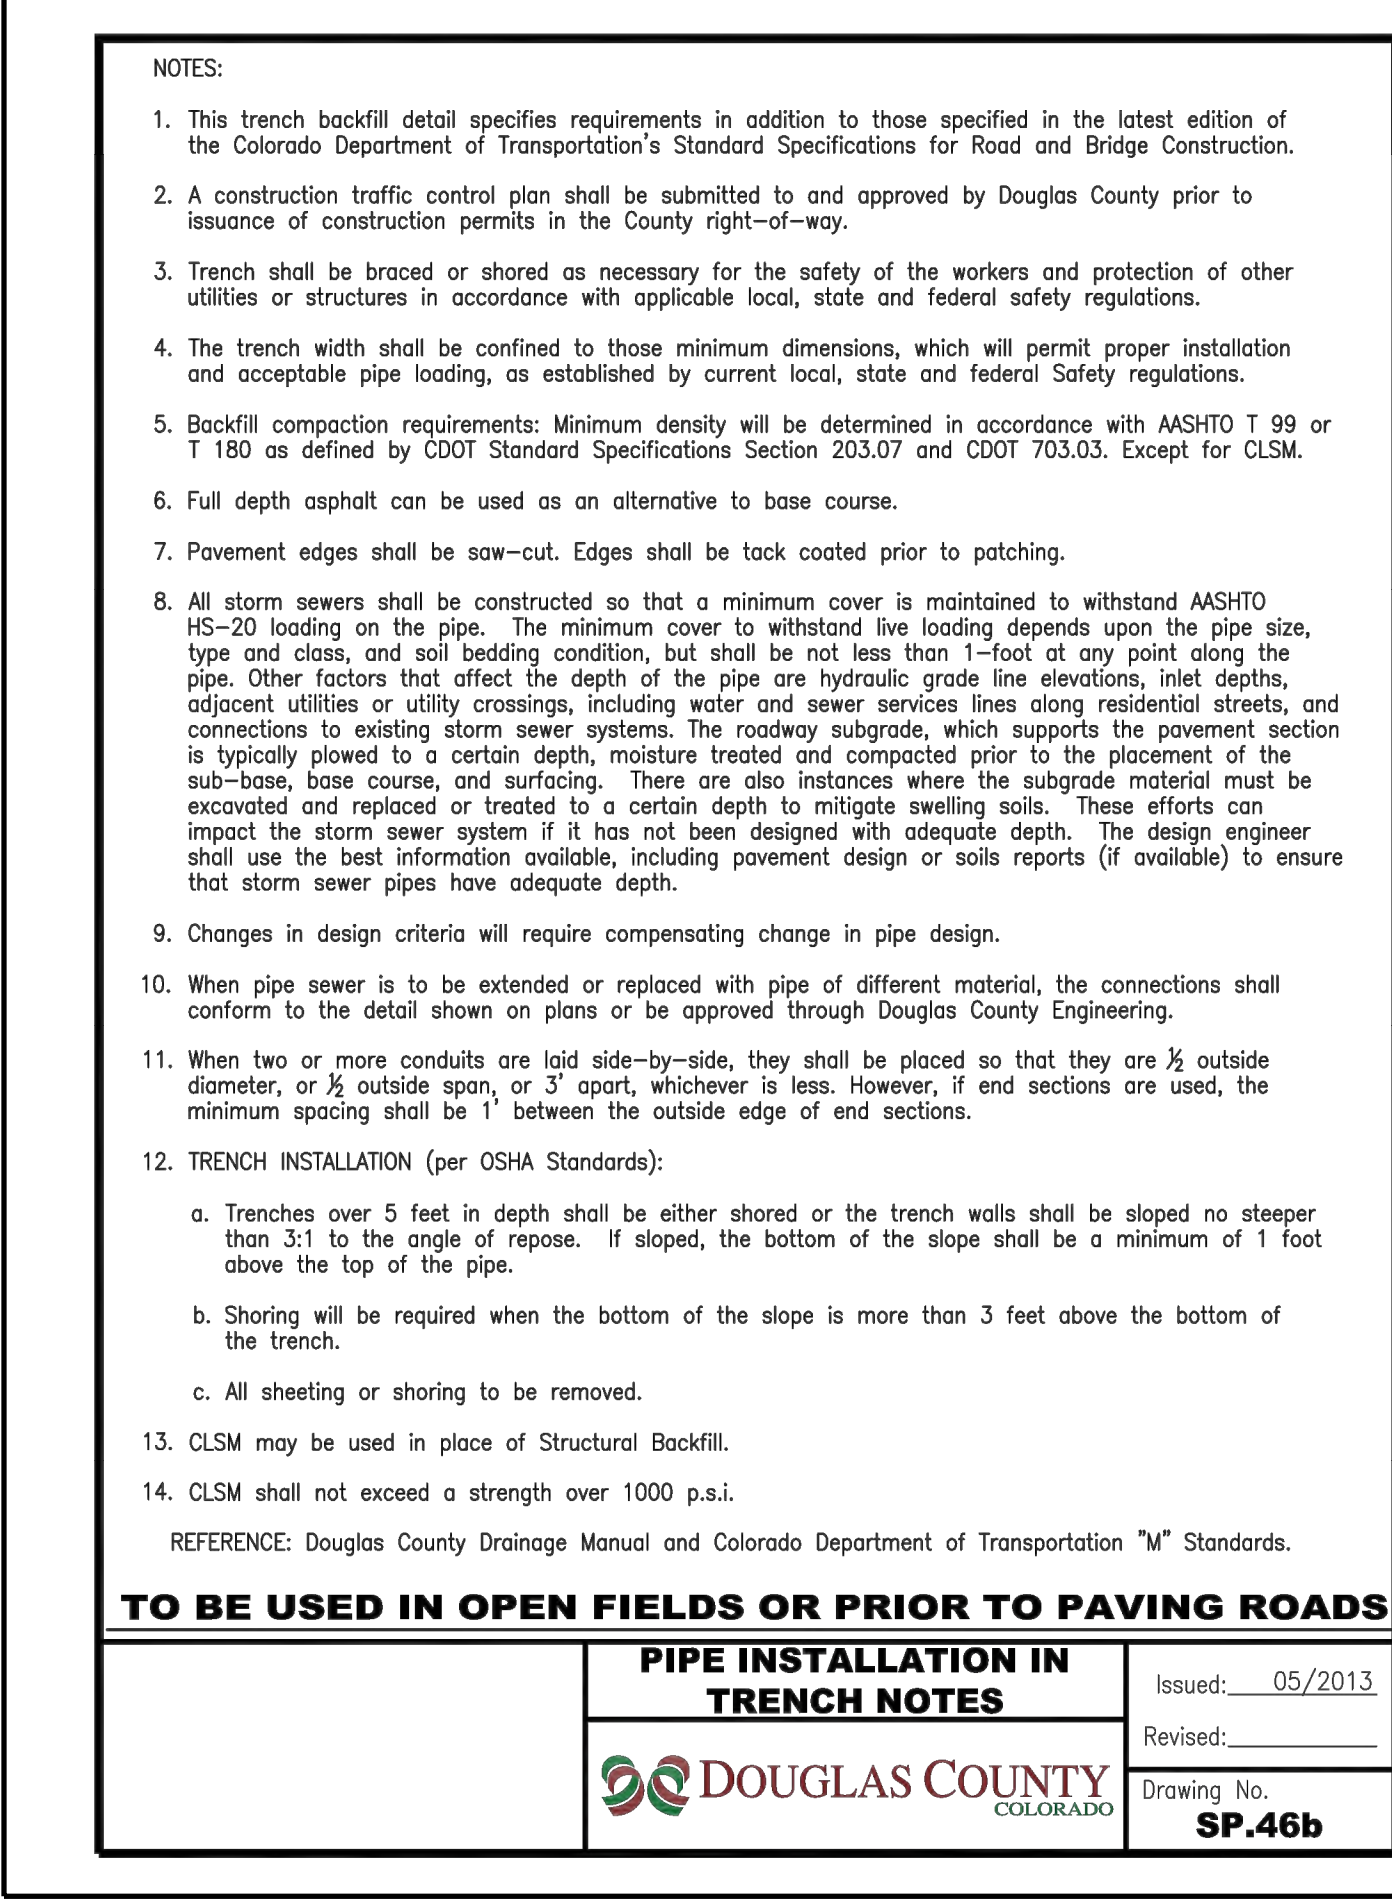 NOTES:
1. This trench backfill detail specifies requirements in addition to those specified in the latest edition of
the Colorado Department of Transportation's Standard Specifications for Road and Bridge Construction.
2. A construction traffic control plan shall be submitted to and approved by Douglas County prior to
issuance of construction permits in the County right-of-way.
3. Trench shall be braced or shored as necessary for the safety of the workers and protection of other
utilities or structures in accordance with applicable local, state and federal safety regulations.
4. The trench width shall be confined to those minimum dimensions, which will permit proper installation
and acceptable pipe loading, as established by current local, state and federal Safety regulations.
5. Backfill compaction requirements: Minimum density will be determined in accordance with AASHTO T 99 or
T 180 as defined by CDOT Standard Specifications Section 203.07 and CDOT 703.03. Except for CLSM.
6. Full depth asphalt can be used as an alternative to base course.
7. Pavement edges shall be saw-cut. Edges shall be tack coated prior to patching.
8. All storm sewers shall be constructed so that a minimum cover is maintained to withstand AASHTO
HS-20 loading on the pipe. The minimum cover to withstand live loading depends upon the pipe size,
type and class, and soil bedding condition, but shall be not less than 1-foot at any point along the
pipe. Other factors that affect the depth of the pipe are hydraulic grade line elevations, inlet depths,
adjacent utilities or utility crossings, including water and sewer services lines along residential streets, and
connections to existing storm sewer systems. The roadway subgrade, which supports the pavement section
is typically plowed to a certain depth, moisture treated and compacted prior to the placement of the
sub-base, base course, and surfacing. There are also instances where the subgrade material must be
excavated and replaced or treated to a certain depth to mitigate swelling soils. These efforts can
impact the storm sewer system if it has not been designed with adequate depth. The design engineer
shall use the best information available, including pavement design or soils reports (if available) to ensure
that storm sewer pipes have adequate depth.
9. Changes in design criteria will require compensating change in pipe design.
10. When pipe sewer is to be extended or replaced with pipe of different material, the connections shall
conform to the detail shown on plans or be approved through Douglas County Engineering.
11. When two or more conduits are laid side-by-side, they shall be placed so that they are ½ outside
diameter, or ½ outside span, or 3' apart, whichever is less. However, if end sections are used, the
minimum spacing shall be 1' between the outside edge of end sections.
12. TRENCH INSTALLATION (per OSHA Standards):
a. Trenches over 5 feet in depth shall be either shored or the trench walls shall be sloped no steeper
than 3:1 to the angle of repose. If sloped, the bottom of the slope shall be a minimum of 1 foot
above the top of the pipe.
b. Shoring will be required when the bottom of the slope is more than 3 feet above the bottom of
the trench.
c. All sheeting or shoring to be removed.
13. CLSM may be used in place of Structural Backfill.
14. CLSM shall not exceed a strength over 1000 p.s.i.
REFERENCE: Douglas County Drainage Manual and Colorado Department of Transportation "M" Standards.
TO BE USED IN OPEN FIELDS OR PRIOR TO PAVING ROADS
PIPE INSTALLATION IN
TRENCH NOTES
DOUGLAS COUNTY
COLORADO
Issued: 05/2013
Revised:
Drawing No.
SP.46b